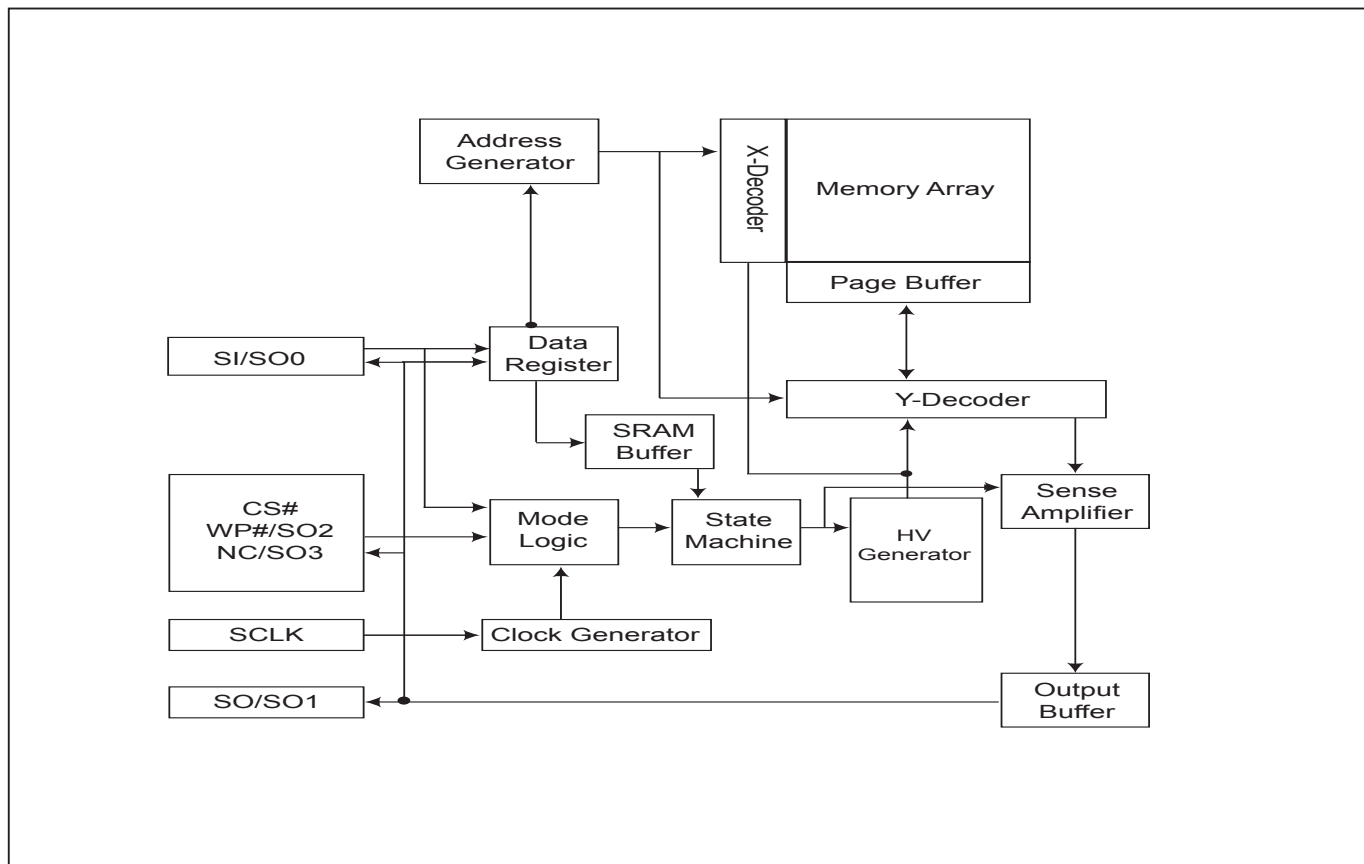 Address
Generator
X-Decoder
Memory Array
Page Buffer
SI/SO0
Data
Register
Y-Decoder
SRAM
Buffer
CS#
WP#/SO2
NC/SO3
Mode
Logic
State
Machine
HV
Generator
Sense
Amplifier
SCLK
Clock Generator
SO/SO1
Output
Buffer